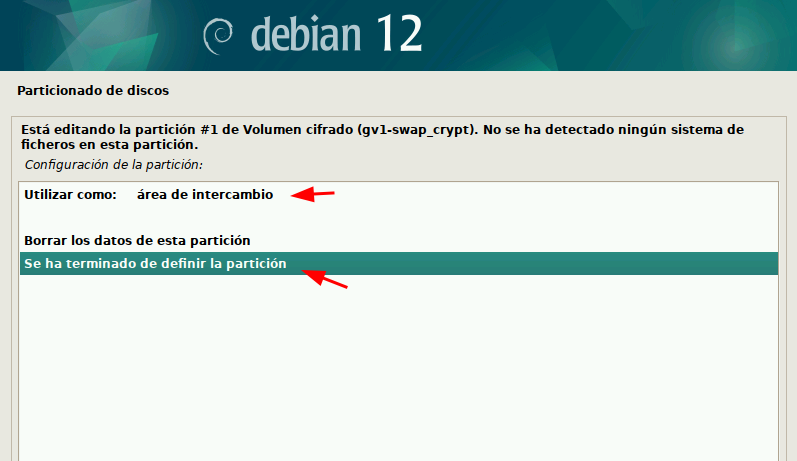 debian 12
Particionado de discos
Está editando la partición #1 de Volumen cifrado (gv1-swap_crypt). No se ha detectado ningún sistema de
ficheros en esta partición.
Configuración de la partición:
Utilizar como: área de intercambio
Borrar los datos de esta partición
Se ha terminado de definir la partición